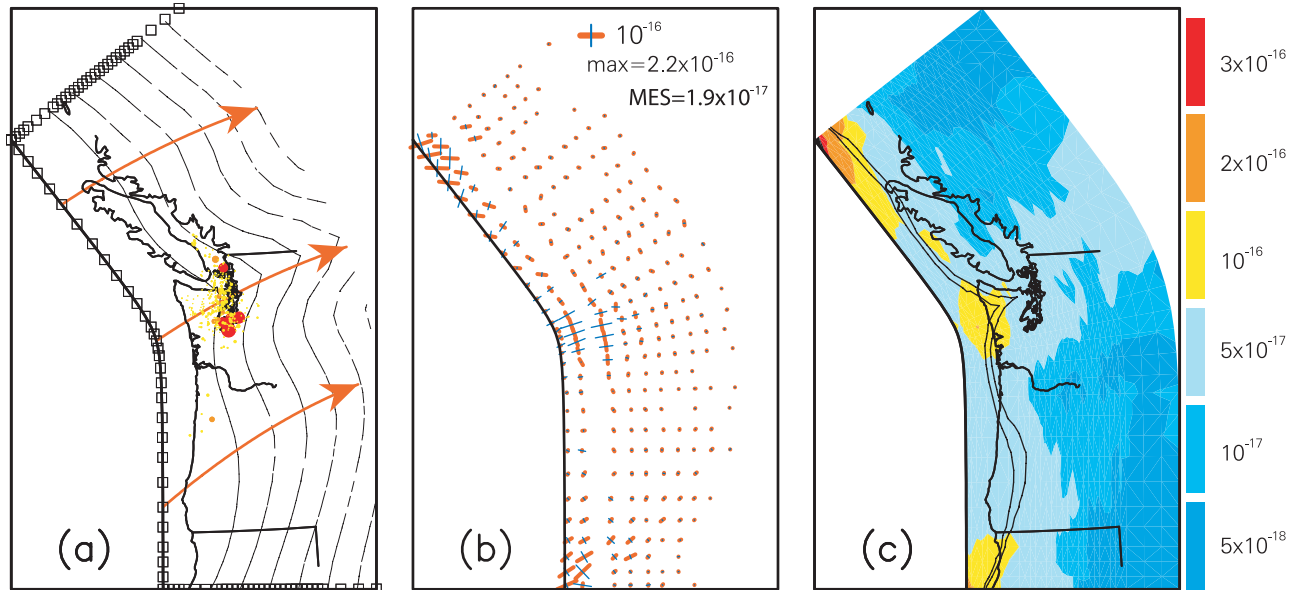 10⁻¹⁶
max=2.2x10⁻¹⁶
MES=1.9x10⁻¹⁷
3x10⁻¹⁶
2x10⁻¹⁶
10⁻¹⁶
5x10⁻¹⁷
10⁻¹⁷
5x10⁻¹⁸
(a)
(b)
(c)